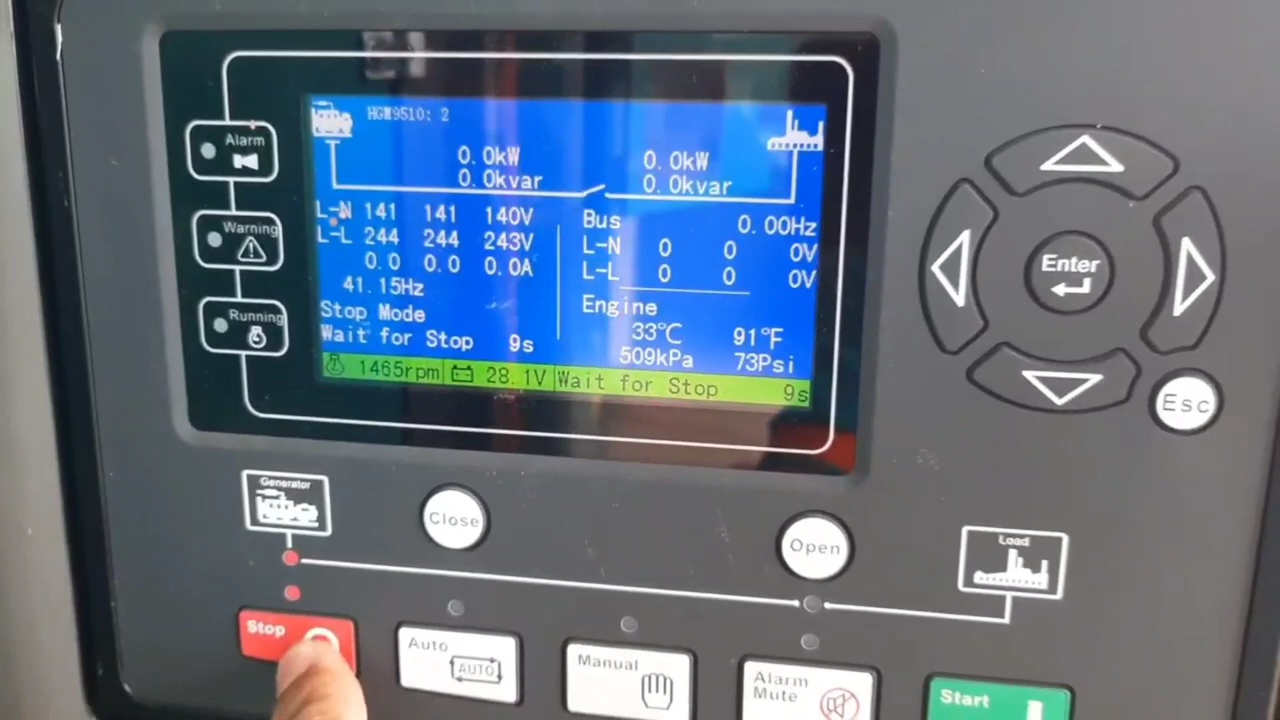 HGM9510: 2
0.0kW
0.0kvar
0.0kW
0.0kvar
L-N 141 141 140V
L-L 244 244 243V
0.0 0.0 0.0A
41.15Hz
Stop Mode
Wait for Stop 9s
Bus 0.00Hz
L-N 0 0 0V
L-L 0 0 0V
Engine
33℃ 91℉
509kPa 73Psi
1465rpm 28.1V Wait for Stop 9s
Alarm
Warning
Running
Enter
Esc
Generator
Close
Open
Load
Stop
Auto
AUTO
Manual
Alarm
Mute
Start